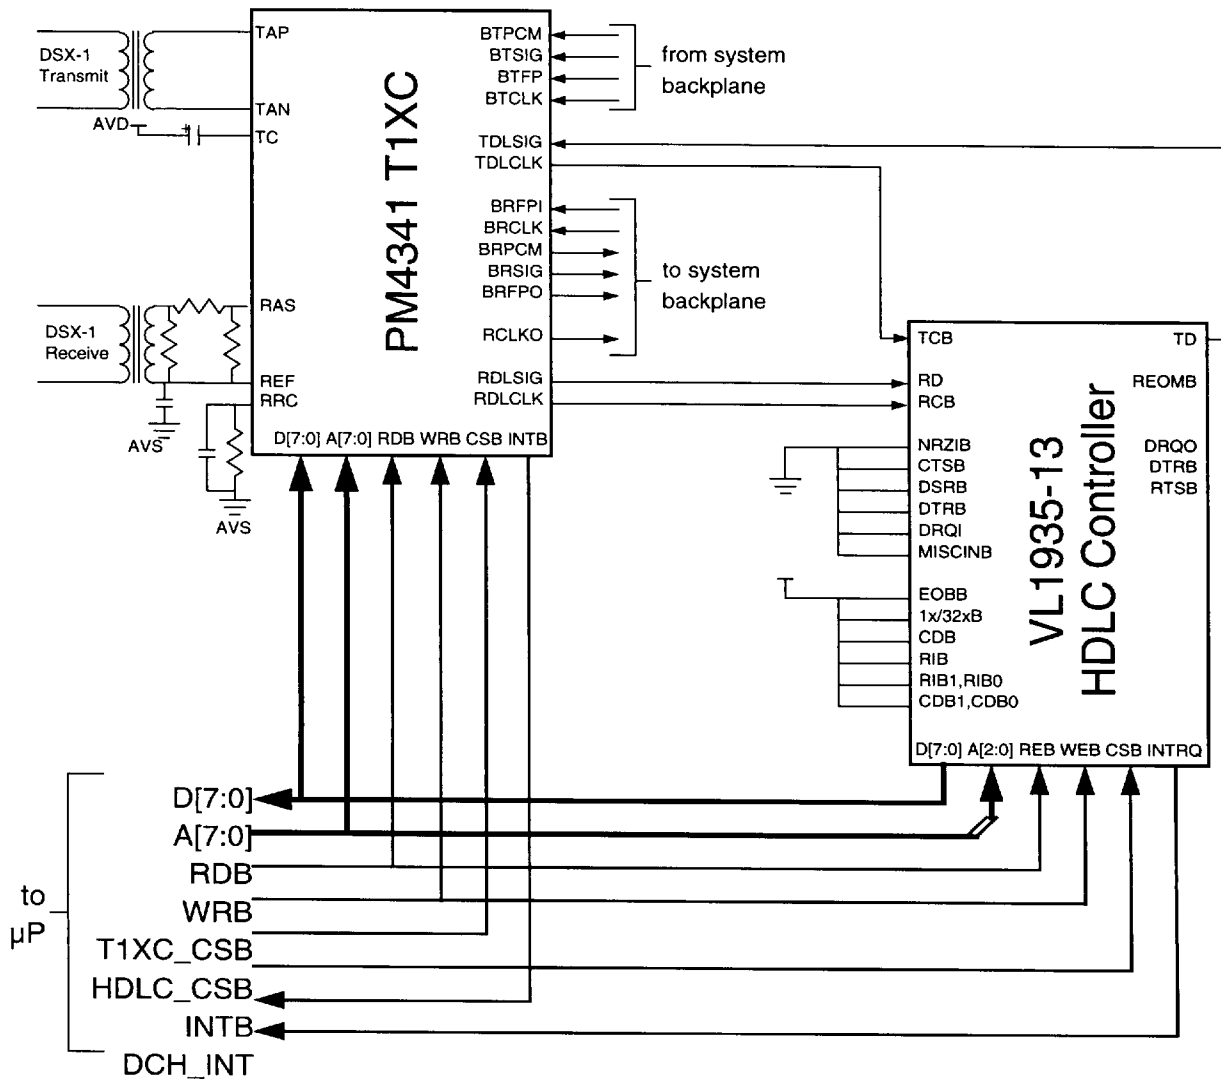 DSX-1
Transmit
AVD
TAP
TAN
TC
DSX-1
Receive
AVS
RAS
REF
RRC
AVS
PM4341 T1XC
BTPCM
BTSIG
BTFP
BTCLK
TDLSIG
TDLCLK
BRFPI
BRCLK
BRPCM
BRSIG
BRFPO
RCLKO
RDLSIG
RDLCLK
D[7:0] A[7:0] RDB WRB CSB INTB
from system
backplane
to system
backplane
TCB
RD
RCB
NRZIB
CTSB
DSRB
DTRB
DRQI
MISCINB
EOBB
1x/32xB
CDB
RIB
RIB1,RIB0
CDB1,CDB0
VL1935-13
HDLC Controller
TD
REOMB
DRQO
DTRB
RTSB
D[7:0] A[2:0] REB WEB CSB INTRQ
to
µP
D[7:0]
A[7:0]
RDB
WRB
T1XC_CSB
HDLC_CSB
INTB
DCH_INT